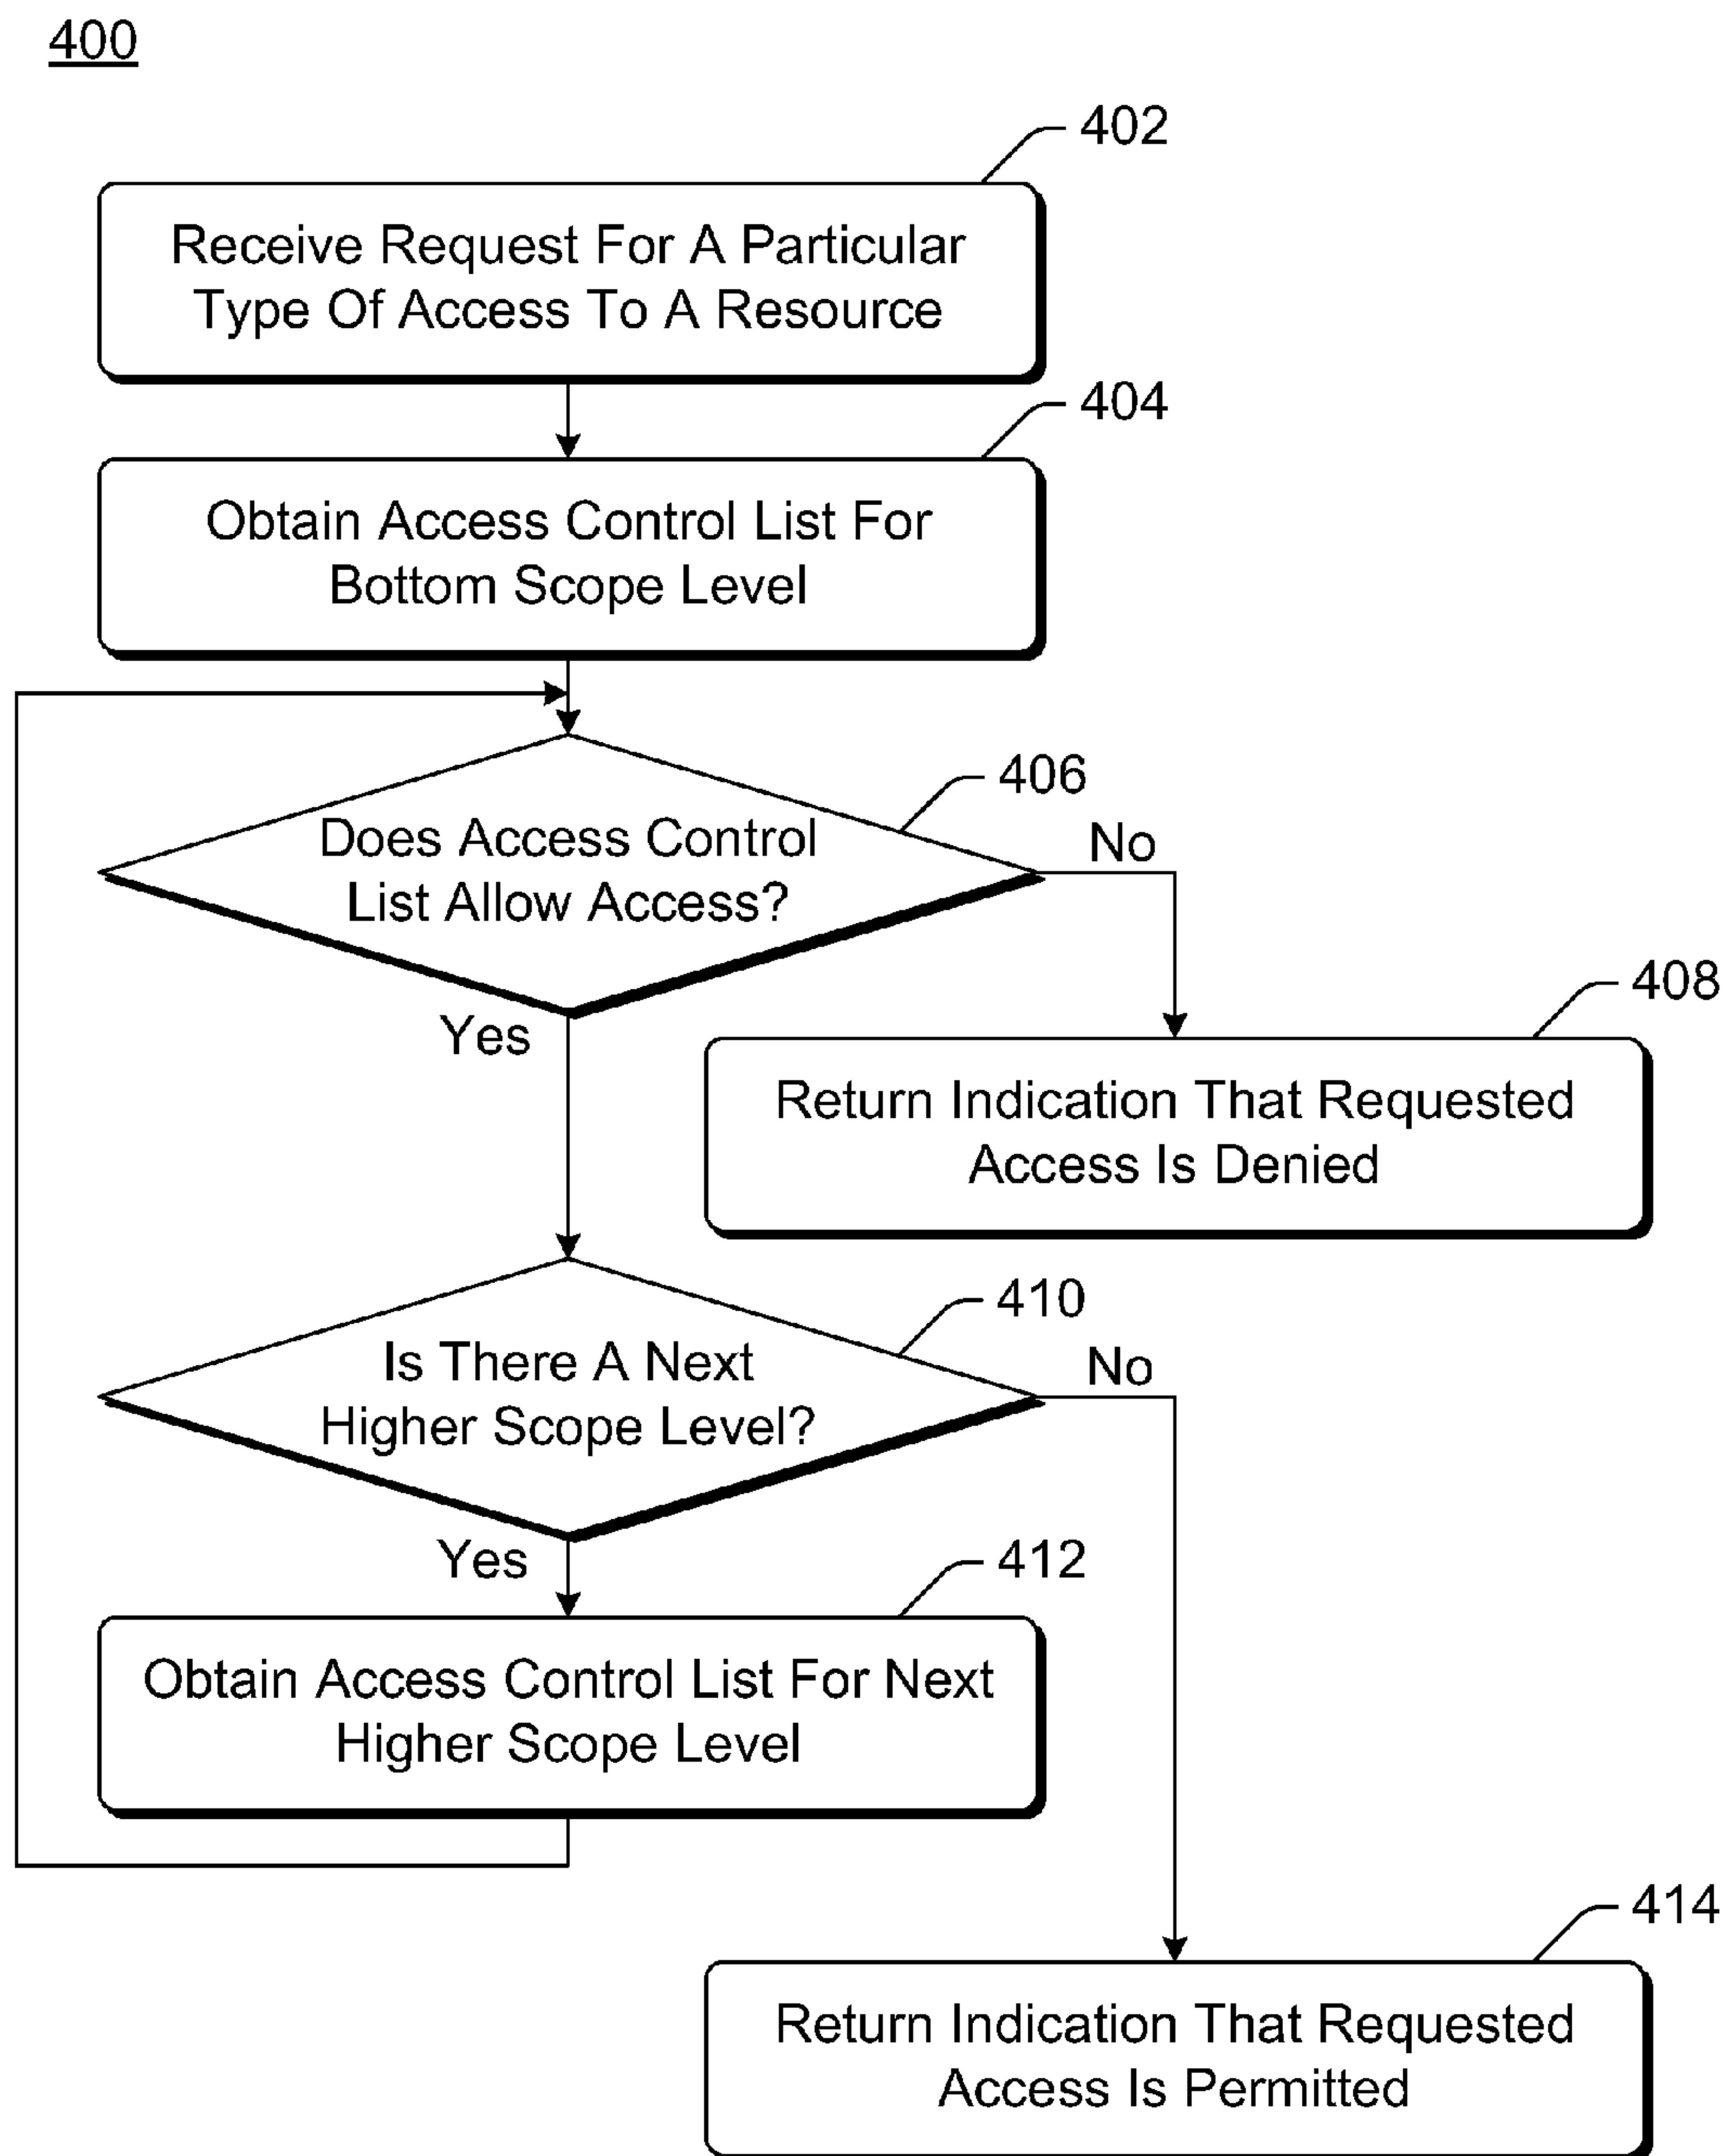 400
402
Receive Request For A Particular
Type Of Access To A Resource
404
Obtain Access Control List For
Bottom Scope Level
406
Does Access Control
List Allow Access?
No
Yes
408
Return Indication That Requested
Access Is Denied
410
Is There A Next
Higher Scope Level?
No
Yes
412
Obtain Access Control List For Next
Higher Scope Level
414
Return Indication That Requested
Access Is Permitted